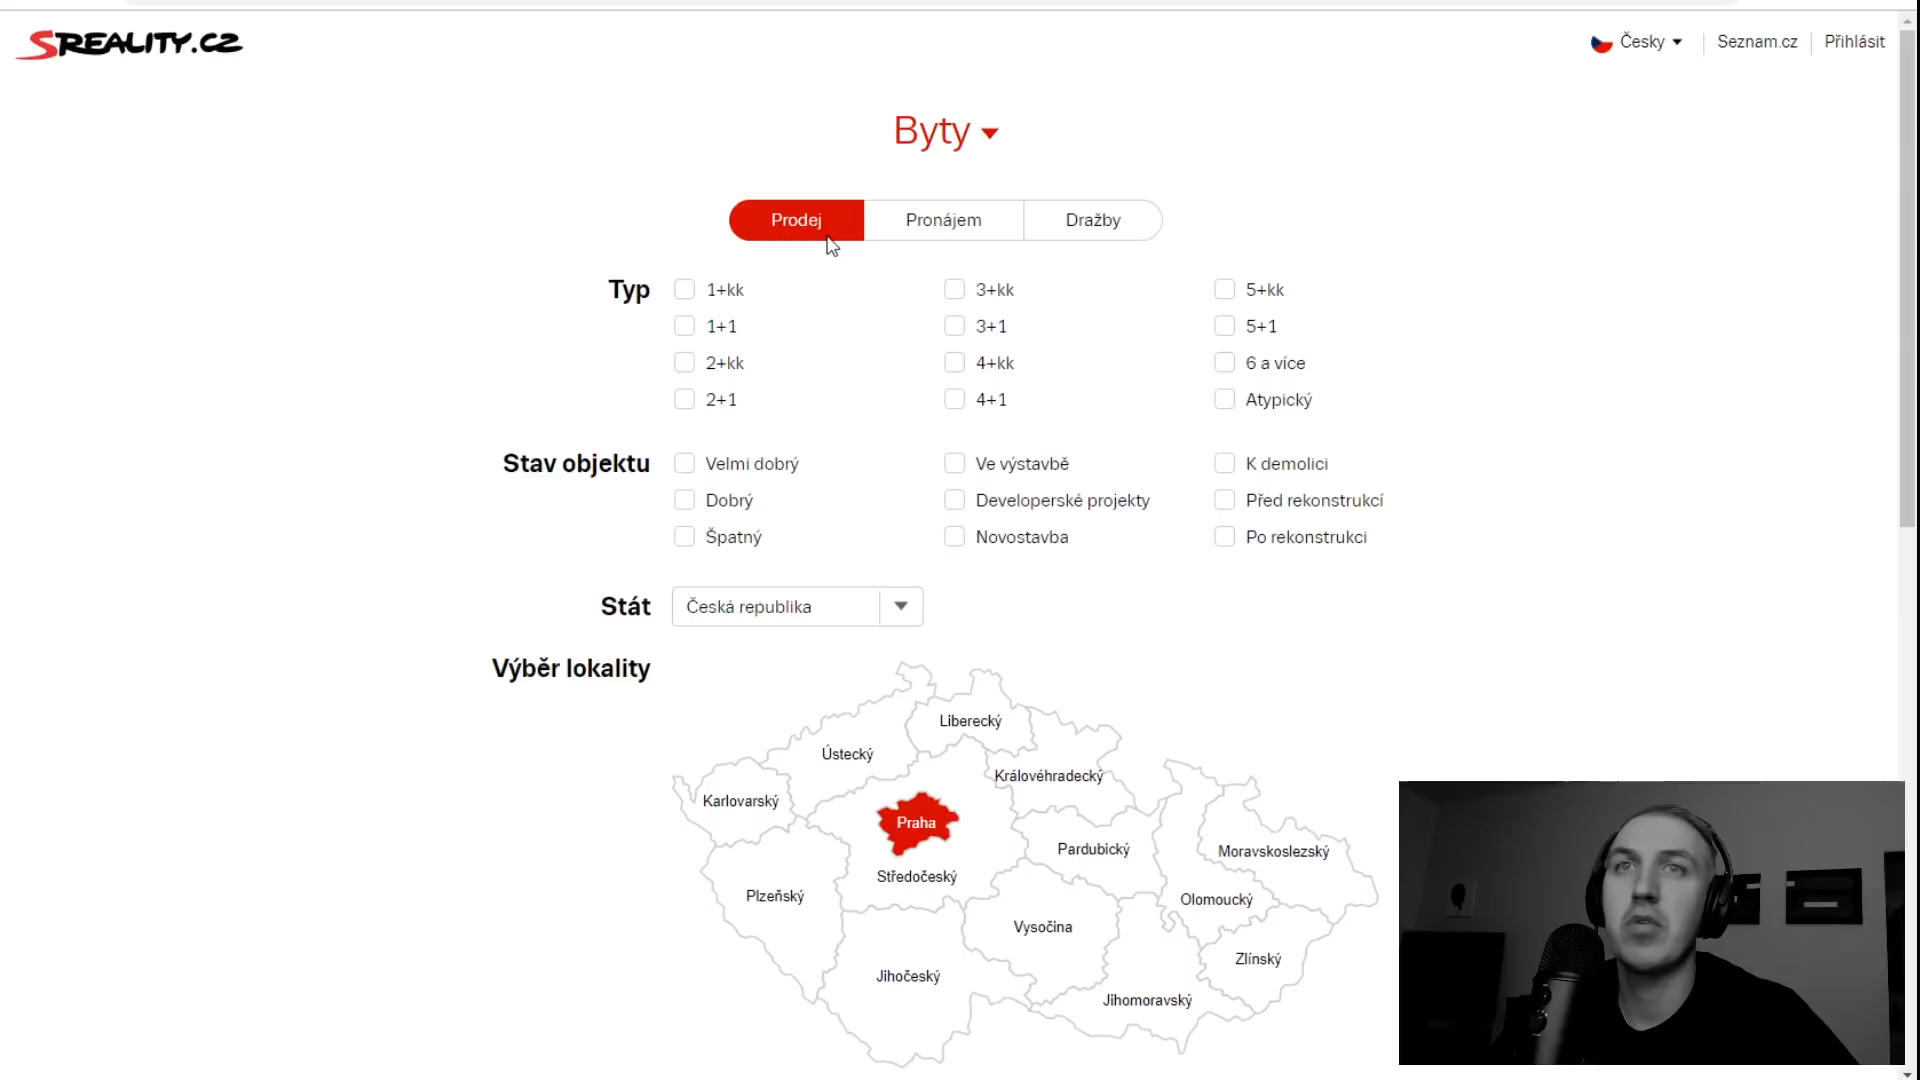 SREALITY.CZ
Česky
Seznam.cz
Přihlásit
Byty
Prodej
Pronájem
Dražby
Typ
1+kk
3+kk
5+kk
1+1
3+1
5+1
2+kk
4+kk
6 a více
2+1
4+1
Atypický
Stav objektu
Velmi dobrý
Ve výstavbě
K demolici
Dobrý
Developerské projekty
Před rekonstrukcí
Špatný
Novostavba
Po rekonstrukci
Stát
Česká republika
Výběr lokality
Liberecký
Ústecký
Královéhradecký
Karlovarský
Praha
Pardubický
Moravskoslezský
Středočeský
Plzeňský
Olomoucký
Vysočina
Zlínský
Jihočeský
Jihomoravský